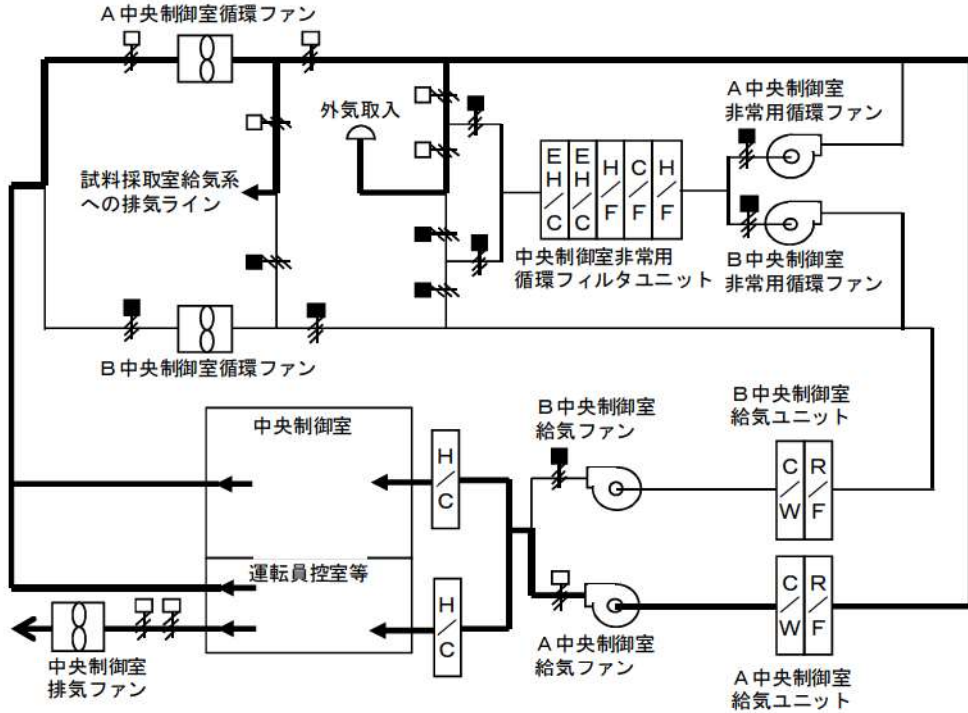 A中央制御室循環ファン
外気取入
A中央制御室
非常用循環ファン
試料採取室給気系
への排気ライン
EH/C
EH/C
H/F
C/F
H/F
中央制御室非常用
循環フィルタユニット
B中央制御室
非常用循環ファン
B中央制御室循環ファン
中央制御室
H/C
B中央制御室
給気ファン
B中央制御室
給気ユニット
C/W
R/F
運転員控室等
H/C
C/W
R/F
中央制御室
排気ファン
A中央制御室
給気ファン
A中央制御室
給気ユニット